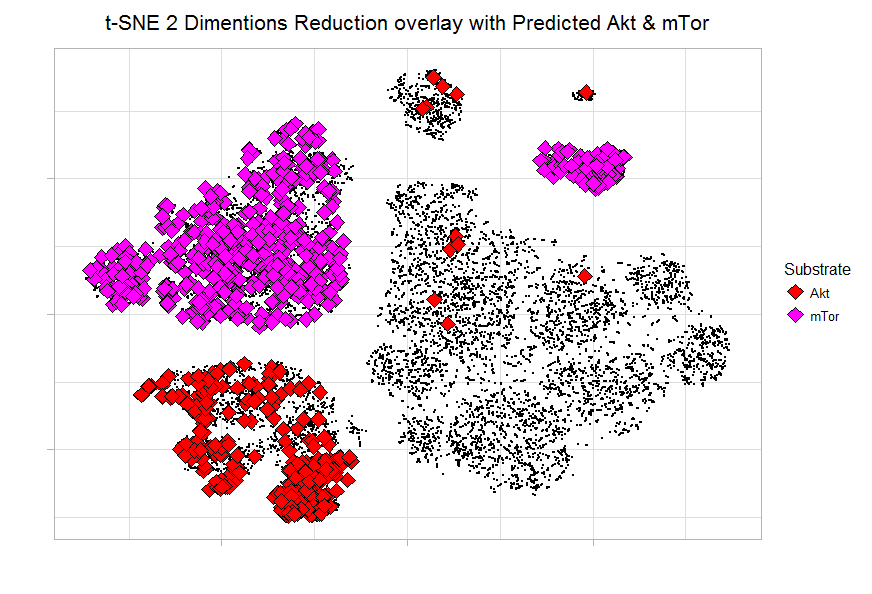 t-SNE 2 Dimentions Reduction overlay with Predicted Akt & mTor
Substrate
Akt
mTor